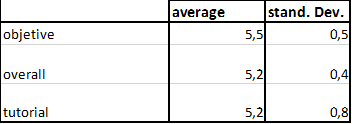 average stand. Dev.
objetive 5,5 0,5
overall 5,2 0,4
tutorial 5,2 0,8